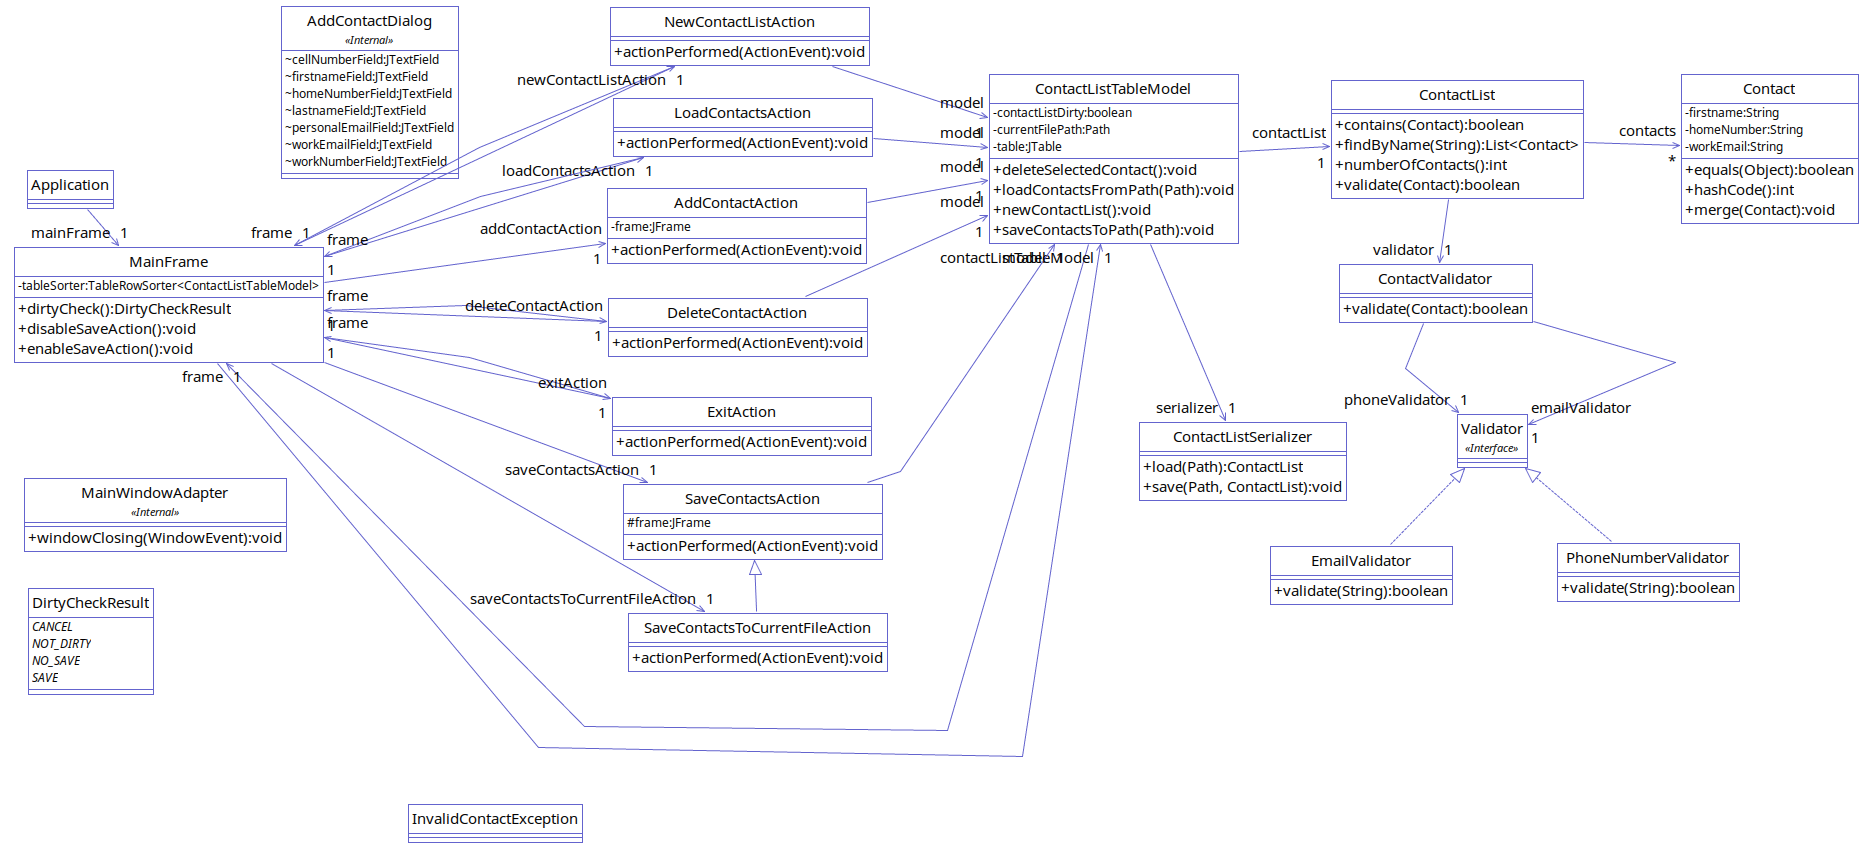 AddContactDialog
«Internal»
~cellNumberField:JTextField
~firstnameField:JTextField
~homeNumberField:JTextField
~lastnameField:JTextField
~personalEmailField:JTextField
~workEmailField:JTextField
~workNumberField:JTextField
NewContactListAction
+actionPerformed(ActionEvent):void
newContactListAction 1
LoadContactsAction
+actionPerformed(ActionEvent):void
loadContactsAction 1
AddContactAction
-frame:JFrame
+actionPerformed(ActionEvent):void
addContactAction
1
Application
mainFrame 1
frame 1
frame
1
MainFrame
-tableSorter:TableRowSorter<ContactListTableModel>
+dirtyCheck():DirtyCheckResult
+disableSaveAction():void
+enableSaveAction():void
frame
1
frame
1
frame 1
deleteContactAction
1
DeleteContactAction
+actionPerformed(ActionEvent):void
exitAction
1
ExitAction
+actionPerformed(ActionEvent):void
saveContactsAction 1
SaveContactsAction
#frame:JFrame
+actionPerformed(ActionEvent):void
saveContactsToCurrentFileAction 1
SaveContactsToCurrentFileAction
+actionPerformed(ActionEvent):void
MainWindowAdapter
«Internal»
+windowClosing(WindowEvent):void
DirtyCheckResult
CANCEL
NOT_DIRTY
NO_SAVE
SAVE
InvalidContactException
model
1
model
1
model
1
model
1
ContactListTableModel
-contactListDirty:boolean
-currentFilePath:Path
-table:JTable
+deleteSelectedContact():void
+loadContactsFromPath(Path):void
+newContactList():void
+saveContactsToPath(Path):void
contactListTableModel 1
model 1
contactList
1
ContactList
+contains(Contact):boolean
+findByName(String):List<Contact>
+numberOfContacts():int
+validate(Contact):boolean
contacts
*
Contact
-firstname:String
-homeNumber:String
-workEmail:String
+equals(Object):boolean
+hashCode():int
+merge(Contact):void
validator 1
ContactValidator
+validate(Contact):boolean
serializer 1
ContactListSerializer
+load(Path):ContactList
+save(Path, ContactList):void
phoneValidator 1
emailValidator
1
Validator
«Interface»
EmailValidator
+validate(String):boolean
PhoneNumberValidator
+validate(String):boolean